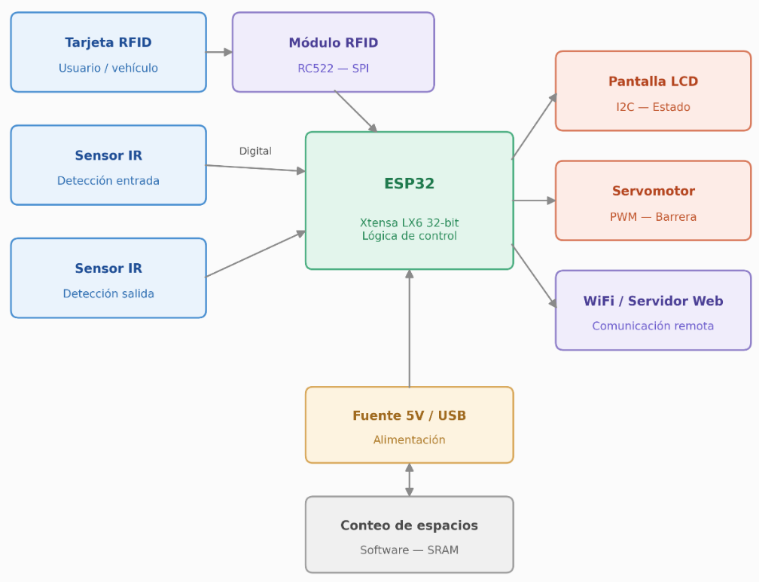 Tarjeta RFID
Usuario / vehículo
Módulo RFID
RC522 — SPI
Pantalla LCD
I2C — Estado
Sensor IR
Detección entrada
Digital
ESP32
Xtensa LX6 32-bit
Lógica de control
Servomotor
PWM — Barrera
Sensor IR
Detección salida
WiFi / Servidor Web
Comunicación remota
Fuente 5V / USB
Alimentación
Conteo de espacios
Software — SRAM